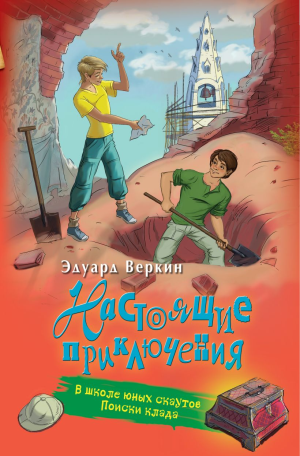 Эдуард Веркин
Настоящие
приключения
В школе юных скаутов
Поиски клада